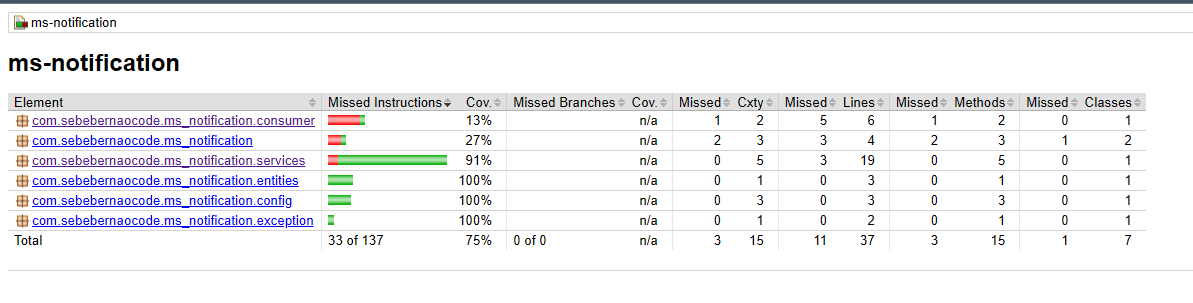 ms-notification
ms-notification
Element Missed Instructions Cov. Missed Branches Cov. Missed Cxty Missed Lines Missed Methods Missed Classes
com.sebebernaocode.ms_notification.consumer 13% n/a 1 2 5 6 1 2 0 1
com.sebebernaocode.ms_notification 27% n/a 2 3 3 4 2 3 1 2
com.sebebernaocode.ms_notification.services 91% n/a 0 5 3 19 0 5 0 1
com.sebebernaocode.ms_notification.entities 100% n/a 0 1 0 3 0 1 0 1
com.sebebernaocode.ms_notification.config 100% n/a 0 3 0 3 0 3 0 1
com.sebebernaocode.ms_notification.exception 100% n/a 0 1 0 2 0 1 0 1
Total 33 of 137 75% 0 of 0 n/a 3 15 11 37 3 15 1 7